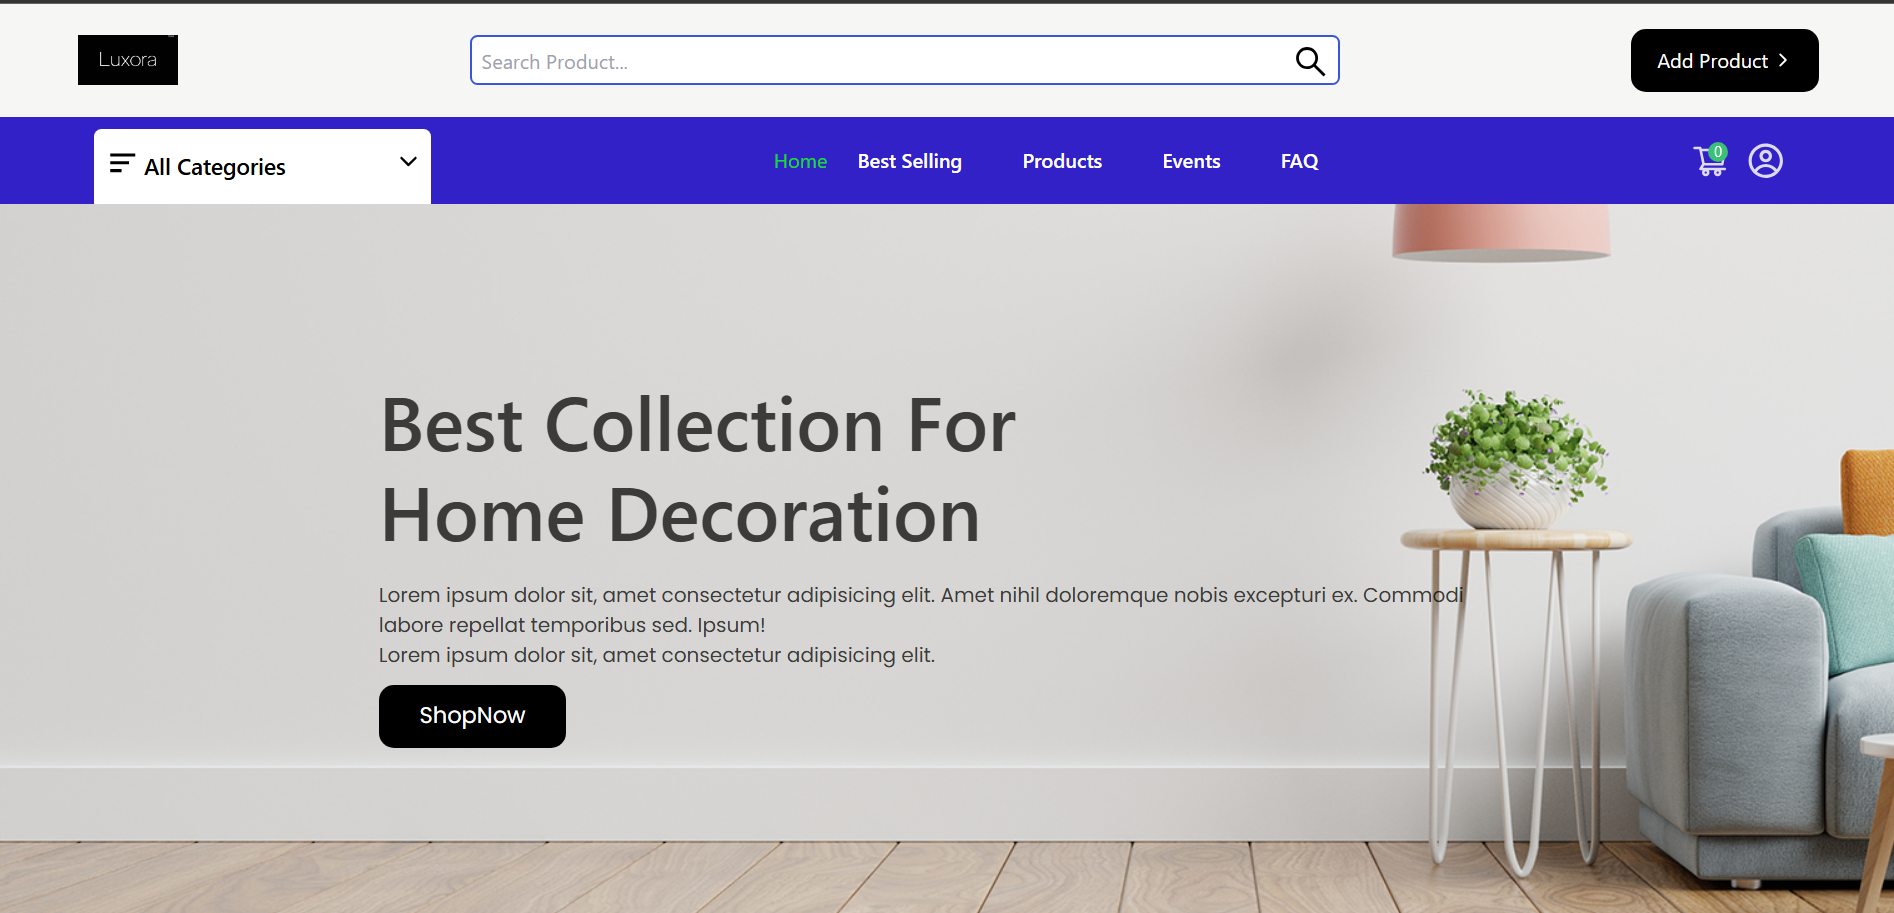 Luxora
Search Product...
Add Product
All Categories
Home
Best Selling
Products
Events
FAQ
0
Best Collection For
Home Decoration
Lorem ipsum dolor sit, amet consectetur adipisicing elit. Amet nihil doloremque nobis excepturi ex. Commodi
labore repellat temporibus sed. Ipsum!
Lorem ipsum dolor sit, amet consectetur adipisicing elit.
ShopNow